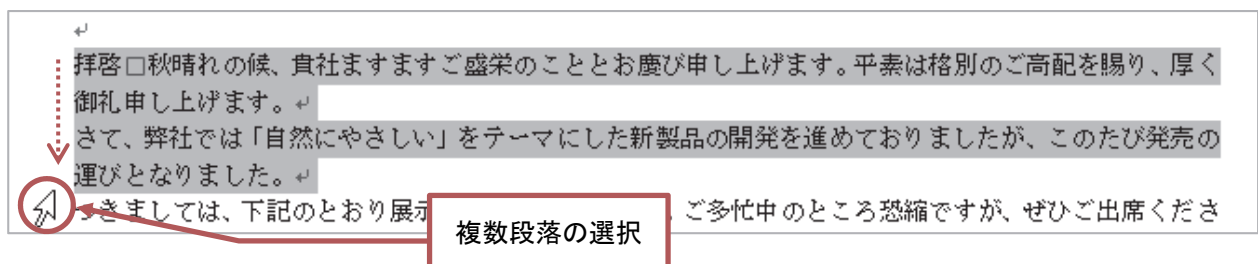 ↵
拝啓□秋晴れの候、貴社ますますご盛栄のこととお慶び申し上げます。平素は格別のご高配を賜り、厚く
御礼申し上げます。↵
さて、弊社では「自然にやさしい」をテーマにした新製品の開発を進めておりましたが、このたび発売の
運びとなりました。↵
つきましては、下記のとおり展示
ご多忙中のところ恐縮ですが、ぜひご出席くださ
複数段落の選択